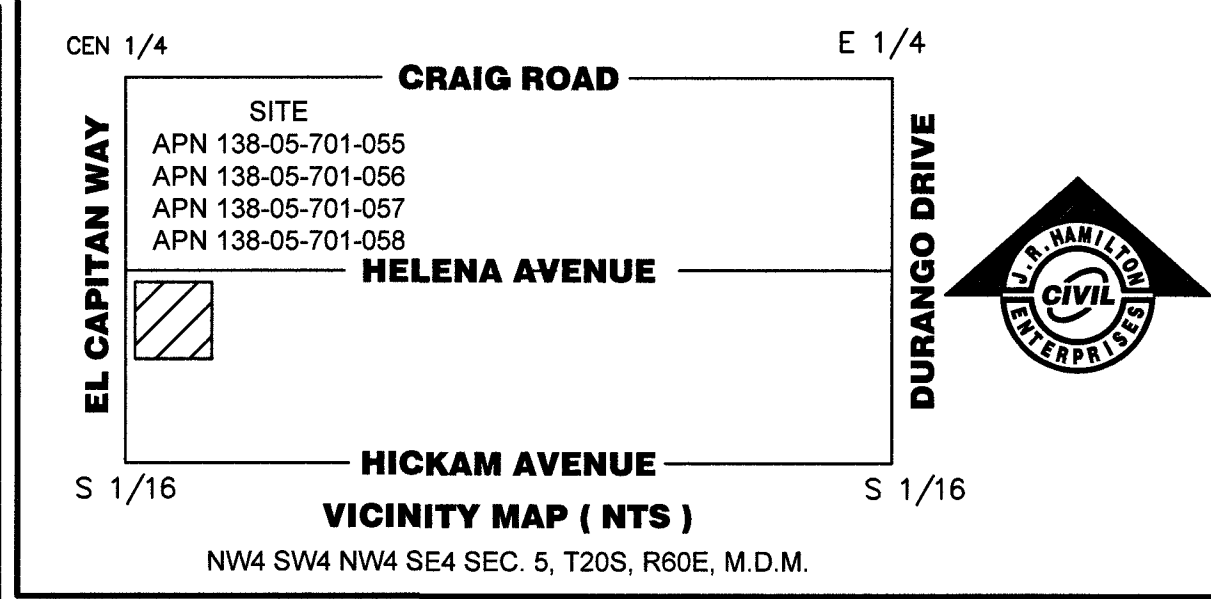 CEN 1/4
E 1/4
CRAIG ROAD
SITE
APN 138-05-701-055
APN 138-05-701-056
APN 138-05-701-057
APN 138-05-701-058
EL CAPITAN WAY
DURANGO DRIVE
HELENA AVENUE
J.R. HAMILTON
CIVIL
ENTERPRISES
HICKAM AVENUE
S 1/16
S 1/16
VICINITY MAP ( NTS )
NW4 SW4 NW4 SE4 SEC. 5, T20S, R60E, M.D.M.